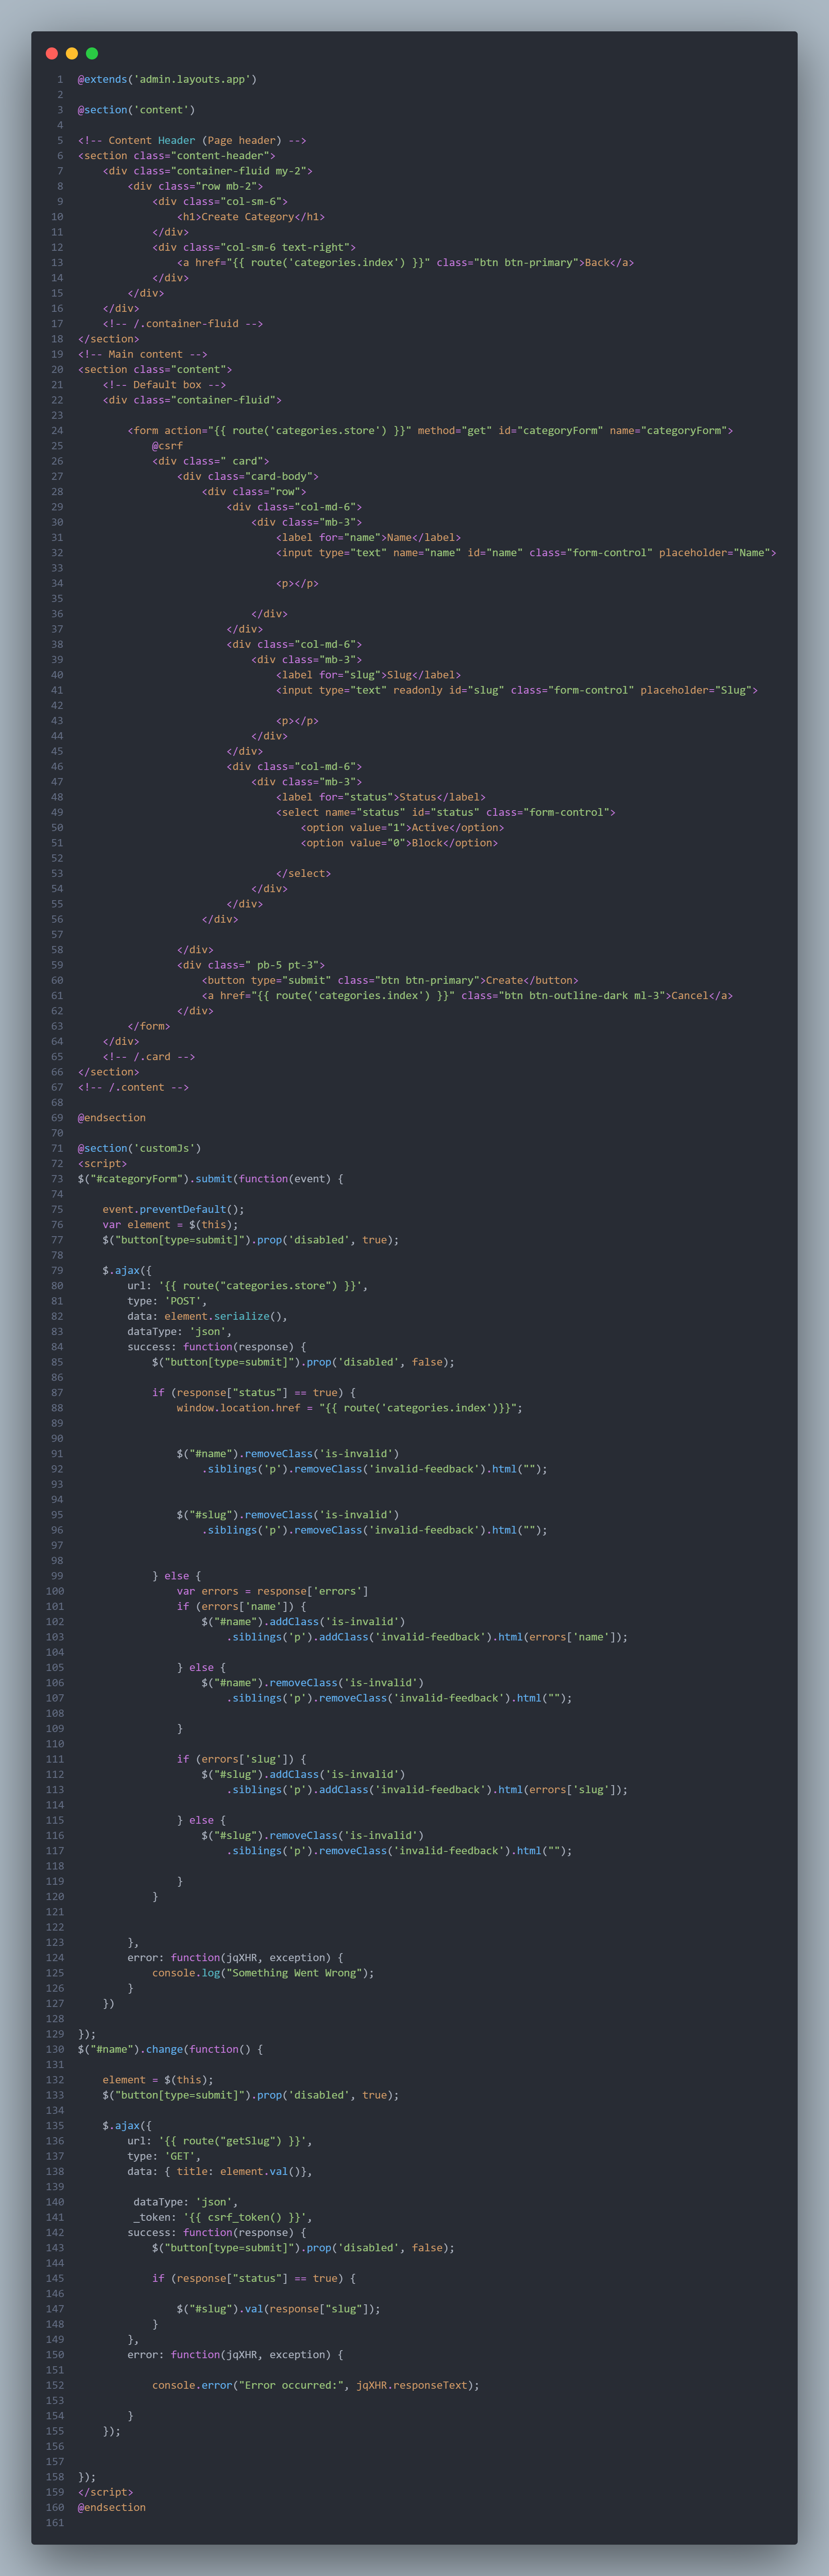 1 @extends('admin.layouts.app')
2
3 @section('content')
4
5 <!-- Content Header (Page header) -->
6 <section class="content-header">
7     <div class="container-fluid my-2">
8         <div class="row mb-2">
9             <div class="col-sm-6">
10                 <h1>Create Category</h1>
11             </div>
12             <div class="col-sm-6 text-right">
13                 <a href="{{ route('categories.index') }}" class="btn btn-primary">Back</a>
14             </div>
15         </div>
16     </div>
17     <!-- /.container-fluid -->
18 </section>
19 <!-- Main content -->
20 <section class="content">
21     <!-- Default box -->
22     <div class="container-fluid">
23
24         <form action="{{ route('categories.store') }}" method="get" id="categoryForm" name="categoryForm">
25             @csrf
26             <div class=" card">
27                 <div class="card-body">
28                     <div class="row">
29                         <div class="col-md-6">
30                             <div class="mb-3">
31                                 <label for="name">Name</label>
32                                 <input type="text" name="name" id="name" class="form-control" placeholder="Name">
33
34                                 <p></p>
35
36                             </div>
37                         </div>
38                         <div class="col-md-6">
39                             <div class="mb-3">
40                                 <label for="slug">Slug</label>
41                                 <input type="text" readonly id="slug" class="form-control" placeholder="Slug">
42
43                                 <p></p>
44                             </div>
45                         </div>
46                         <div class="col-md-6">
47                             <div class="mb-3">
48                                 <label for="status">Status</label>
49                                 <select name="status" id="status" class="form-control">
50                                     <option value="1">Active</option>
51                                     <option value="0">Block</option>
52
53                                 </select>
54                             </div>
55                         </div>
56                     </div>
57
58                 </div>
59                 <div class=" pb-5 pt-3">
60                     <button type="submit" class="btn btn-primary">Create</button>
61                     <a href="{{ route('categories.index') }}" class="btn btn-outline-dark ml-3">Cancel</a>
62                 </div>
63         </form>
64     </div>
65     <!-- /.card -->
66 </section>
67 <!-- /.content -->
68
69 @endsection
70
71 @section('customJs')
72 <script>
73 $("#categoryForm").submit(function(event) {
74
75     event.preventDefault();
76     var element = $(this);
77     $("button[type=submit]").prop('disabled', true);
78
79     $.ajax({
80         url: '{{ route("categories.store") }}',
81         type: 'POST',
82         data: element.serialize(),
83         dataType: 'json',
84         success: function(response) {
85             $("button[type=submit]").prop('disabled', false);
86
87             if (response["status"] == true) {
88                 window.location.href = "{{ route('categories.index')}}";
89
90
91                 $("#name").removeClass('is-invalid')
92                     .siblings('p').removeClass('invalid-feedback').html("");
93
94
95                 $("#slug").removeClass('is-invalid')
96                     .siblings('p').removeClass('invalid-feedback').html("");
97
98
99             } else {
100                 var errors = response['errors']
101                 if (errors['name']) {
102                     $("#name").addClass('is-invalid')
103                         .siblings('p').addClass('invalid-feedback').html(errors['name']);
104
105                 } else {
106                     $("#name").removeClass('is-invalid')
107                         .siblings('p').removeClass('invalid-feedback').html("");
108
109                 }
110
111                 if (errors['slug']) {
112                     $("#slug").addClass('is-invalid')
113                         .siblings('p').addClass('invalid-feedback').html(errors['slug']);
114
115                 } else {
116                     $("#slug").removeClass('is-invalid')
117                         .siblings('p').removeClass('invalid-feedback').html("");
118
119                 }
120             }
121
122
123         },
124         error: function(jqXHR, exception) {
125             console.log("Something Went Wrong");
126         }
127     })
128
129 });
130 $("#name").change(function() {
131
132     element = $(this);
133     $("button[type=submit]").prop('disabled', true);
134
135     $.ajax({
136         url: '{{ route("getSlug") }}',
137         type: 'GET',
138         data: { title: element.val()},
139
140          dataType: 'json',
141          _token: '{{ csrf_token() }}',
142         success: function(response) {
143             $("button[type=submit]").prop('disabled', false);
144
145             if (response["status"] == true) {
146
147                 $("#slug").val(response["slug"]);
148             }
149         },
150         error: function(jqXHR, exception) {
151
152             console.error("Error occurred:", jqXHR.responseText);
153
154         }
155     });
156
157
158 });
159 </script>
160 @endsection
161